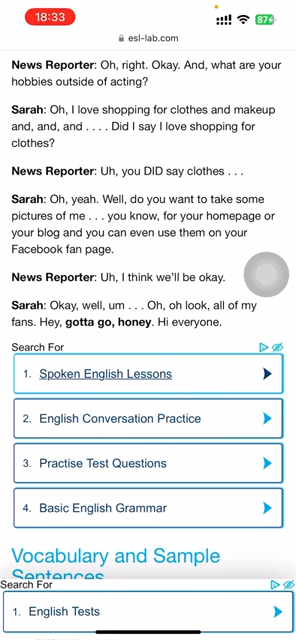 18:33
87
esl-lab.com
News Reporter: Oh, right. Okay. And, what are your
hobbies outside of acting?
Sarah: Oh, I love shopping for clothes and makeup
and, and, and . . . . Did I say I love shopping for
clothes?
News Reporter: Uh, you DID say clothes . . .
Sarah: Oh, yeah. Well, do you want to take some
pictures of me . . . you know, for your homepage or
your blog and you can even use them on your
Facebook fan page.
News Reporter: Uh, I think we'll be okay.
Sarah: Okay, well, um . . . Oh, oh look, all of my
fans. Hey, gotta go, honey. Hi everyone.
Search For
1. Spoken English Lessons
2. English Conversation Practice
3. Practise Test Questions
4. Basic English Grammar
Vocabulary and Sample
Sentences
Search For
1. English Tests